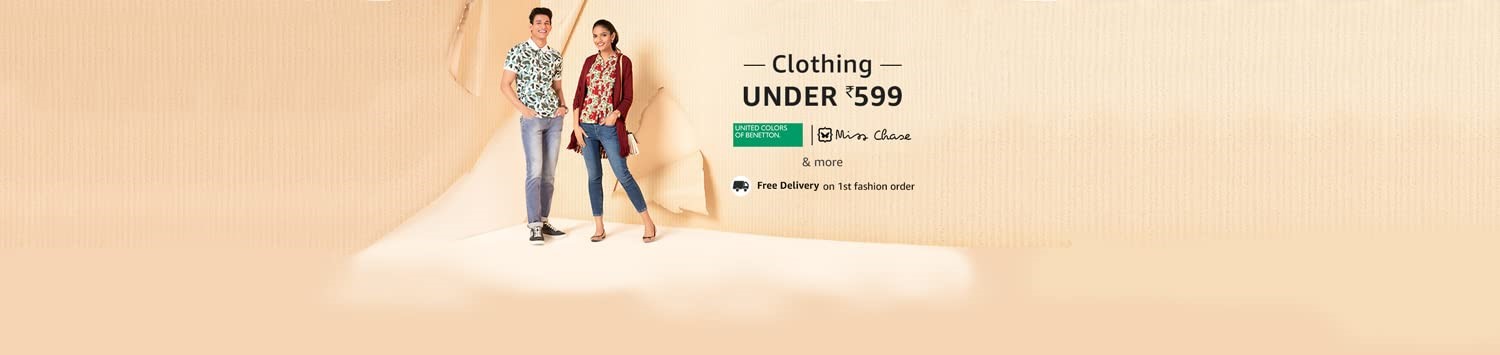 Clothing
UNDER ₹599
UNITED COLORS
OF BENETTON.
Miss Chase
& more
Free Delivery on 1st fashion order